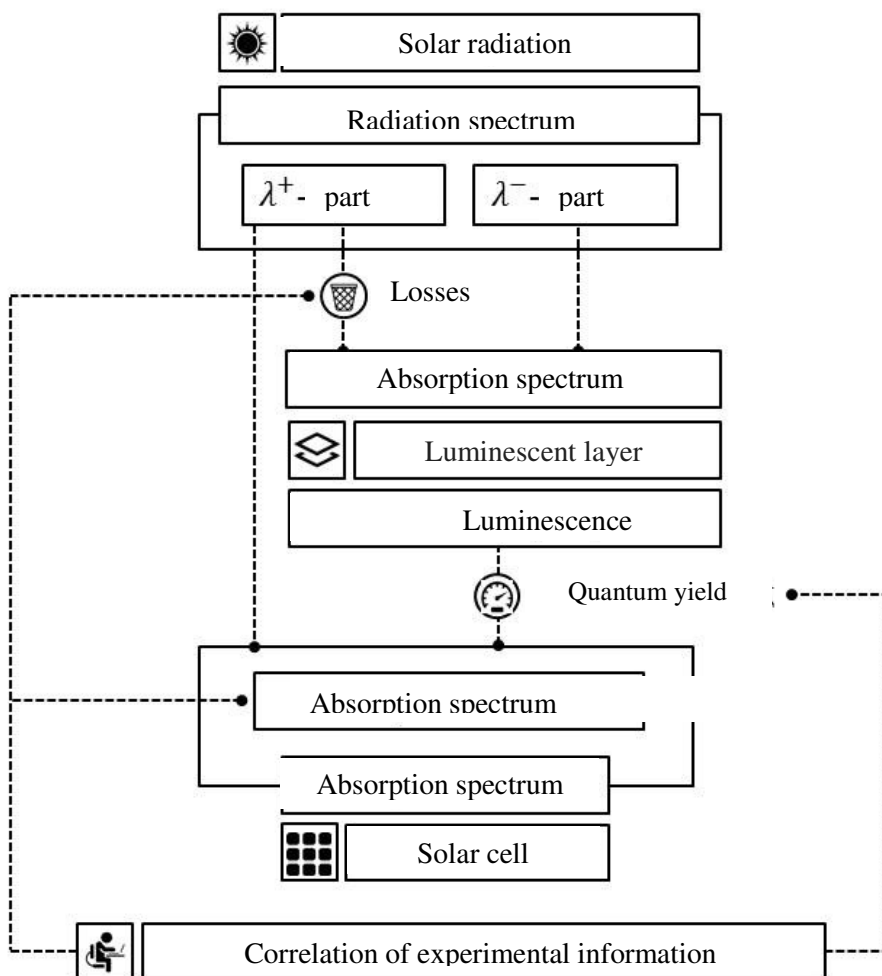 Solar radiation
Radiation spectrum
λ⁺- part
λ⁻- part
Losses
Absorption spectrum
Luminescent layer
Luminescence
Quantum yield
Absorption spectrum
Absorption spectrum
Solar cell
Correlation of experimental information